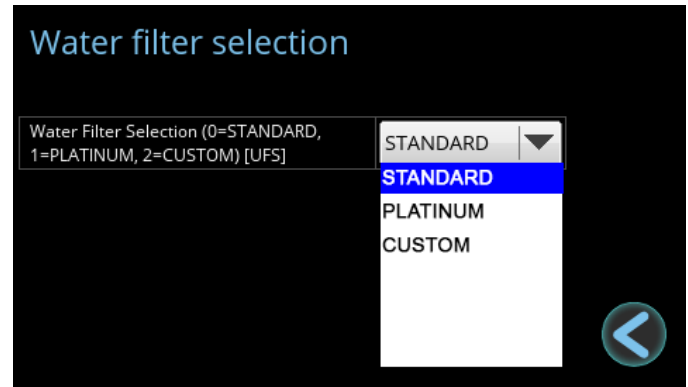 Water filter selection
Water Filter Selection (0=STANDARD,
1=PLATINUM, 2=CUSTOM) [UFS]
STANDARD
STANDARD
PLATINUM
CUSTOM